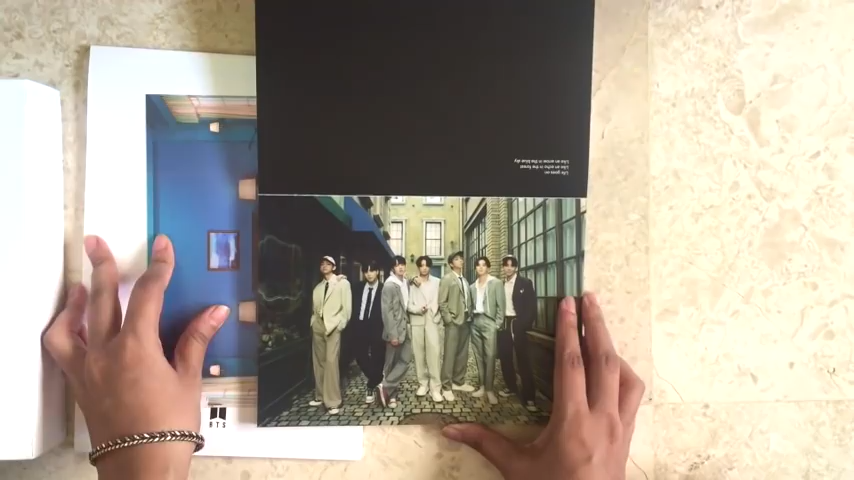 Life goes on
Like an echo in the forest
Like an arrow in the blue sky
BTS